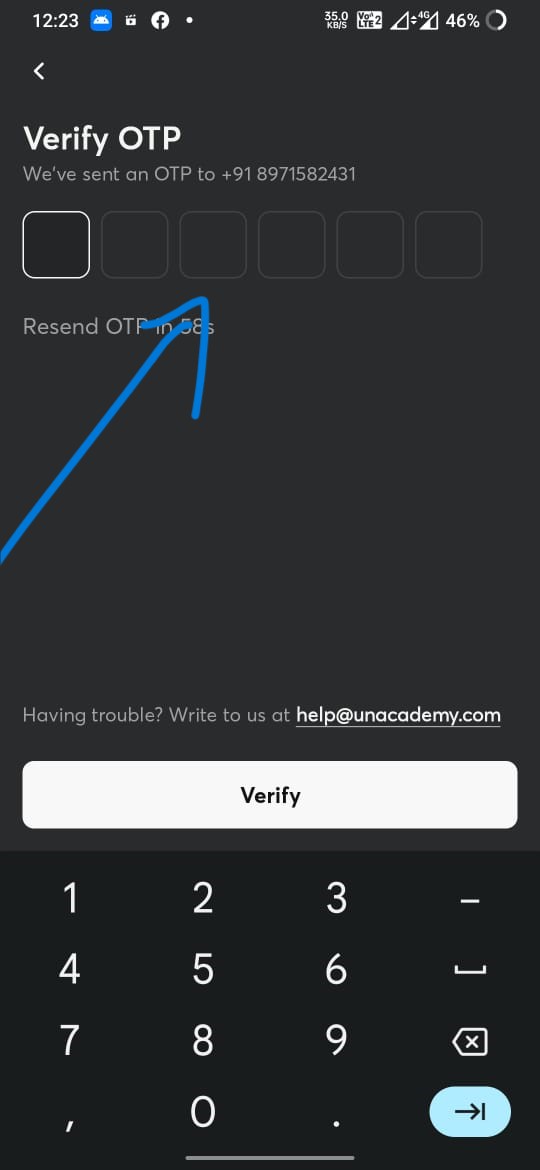 12:23 35.0 KB/S Vo LTE 2 4G 46%
Verify OTP
We've sent an OTP to +91 8971582431
Resend OTP in 58s
Having trouble? Write to us at help@unacademy.com
Verify
1 2 3 –
4 5 6
7 8 9
, 0 .